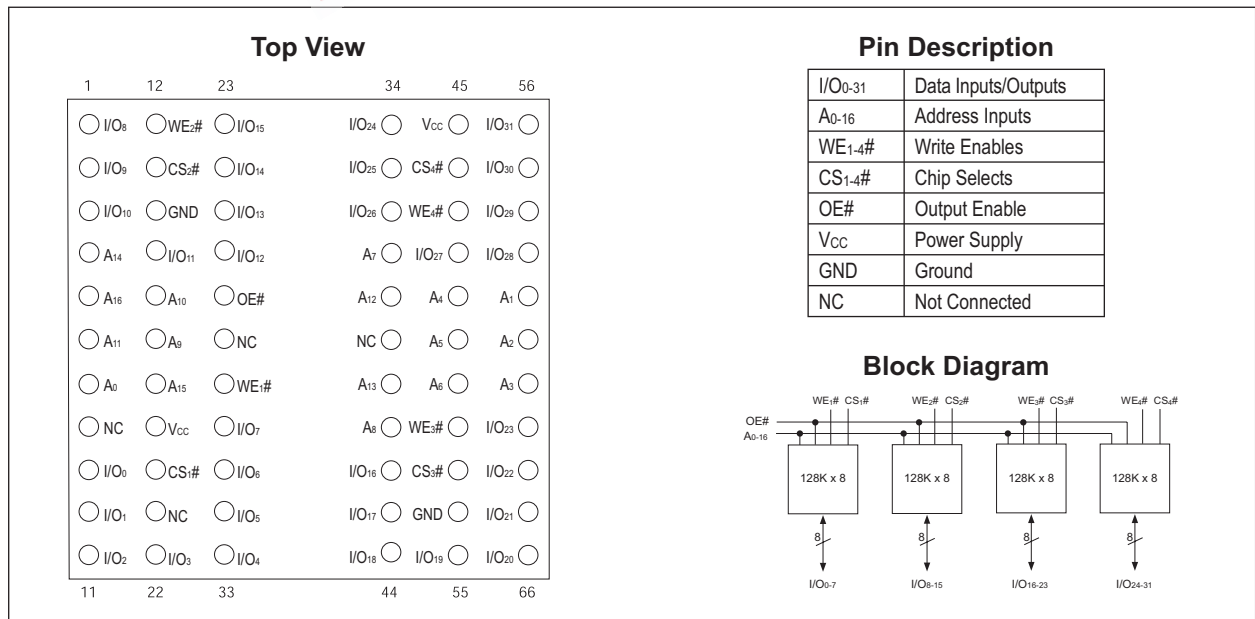 Top View
1 12 23 34 45 56
I/O8 WE2# I/O15 I/O24 VCC I/O31
I/O9 CS2# I/O14 I/O25 CS4# I/O30
I/O10 GND I/O13 I/O26 WE4# I/O29
A14 I/O11 I/O12 A7 I/O27 I/O28
A16 A10 OE# A12 A4 A1
A11 A9 NC NC A5 A2
A0 A15 WE1# A13 A6 A3
NC VCC I/O7 A8 WE3# I/O23
I/O0 CS1# I/O6 I/O16 CS3# I/O22
I/O1 NC I/O5 I/O17 GND I/O21
I/O2 I/O3 I/O4 I/O18 I/O19 I/O20
11 22 33 44 55 66
Pin Description
I/O0-31 Data Inputs/Outputs
A0-16 Address Inputs
WE1-4# Write Enables
CS1-4# Chip Selects
OE# Output Enable
VCC Power Supply
GND Ground
NC Not Connected
Block Diagram
WE1# CS1# WE2# CS2# WE3# CS3# WE4# CS4#
OE#
A0-16
128K x 8 128K x 8 128K x 8 128K x 8
8 8 8 8
I/O0-7 I/O8-15 I/O16-23 I/O24-31